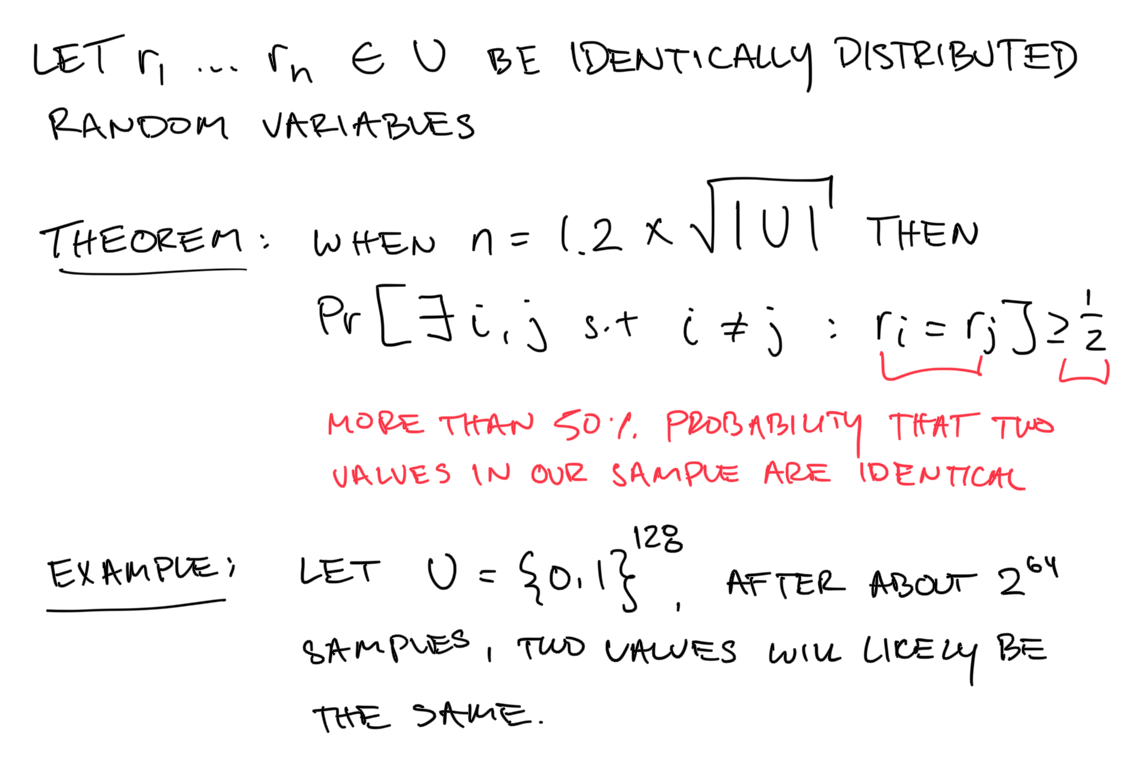 LET r₁ ... rₙ ∈ U BE IDENTICALLY DISTRIBUTED
RANDOM VARIABLES
THEOREM: WHEN n = 1.2 × √|U| THEN
Pr[∃ i, j s.t i ≠ j : rᵢ = rⱼ] ≥ 1/2
MORE THAN 50% PROBABILITY THAT TWO
VALUES IN OUR SAMPLE ARE IDENTICAL
EXAMPLE: LET U = {0,1}¹²⁸, AFTER ABOUT 2⁶⁴
SAMPLES, TWO VALUES WILL LIKELY BE
THE SAME.